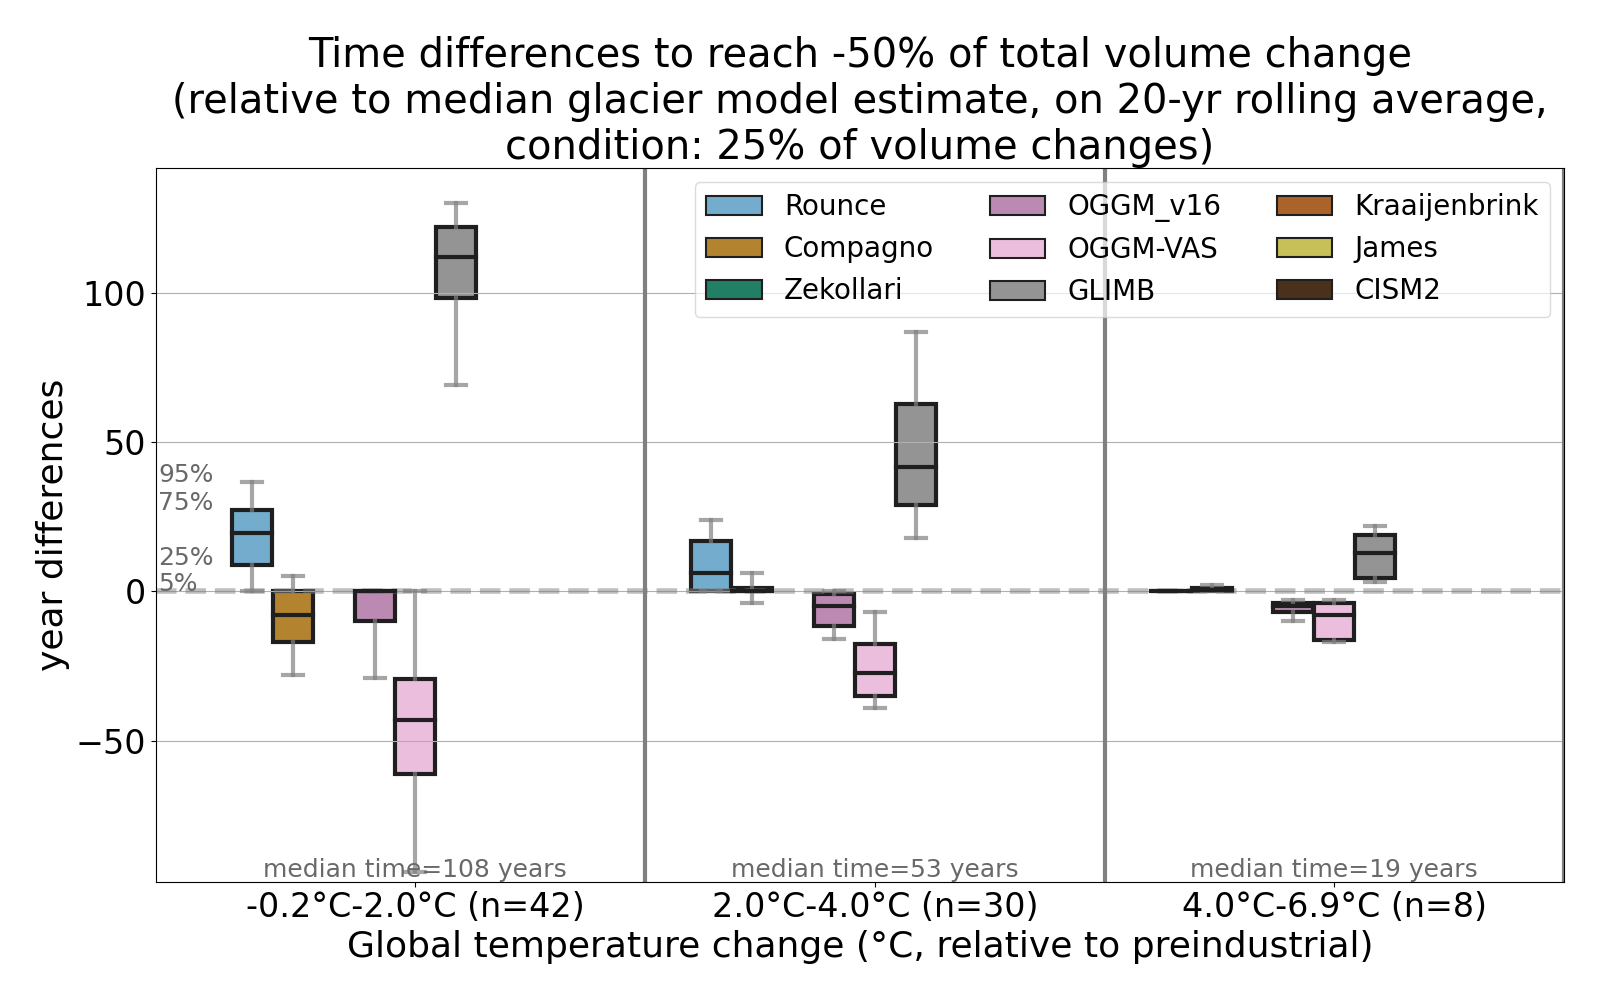 Time differences to reach -50% of total volume change
(relative to median glacier model estimate, on 20-yr rolling average,
condition: 25% of volume changes)
Rounce
Compagno
Zekollari
OGGM_v16
OGGM-VAS
GLIMB
Kraaijenbrink
James
CISM2
year differences
100
50
0
−50
95%
75%
25%
5%
median time=108 years
median time=53 years
median time=19 years
-0.2°C-2.0°C (n=42)
2.0°C-4.0°C (n=30)
4.0°C-6.9°C (n=8)
Global temperature change (°C, relative to preindustrial)